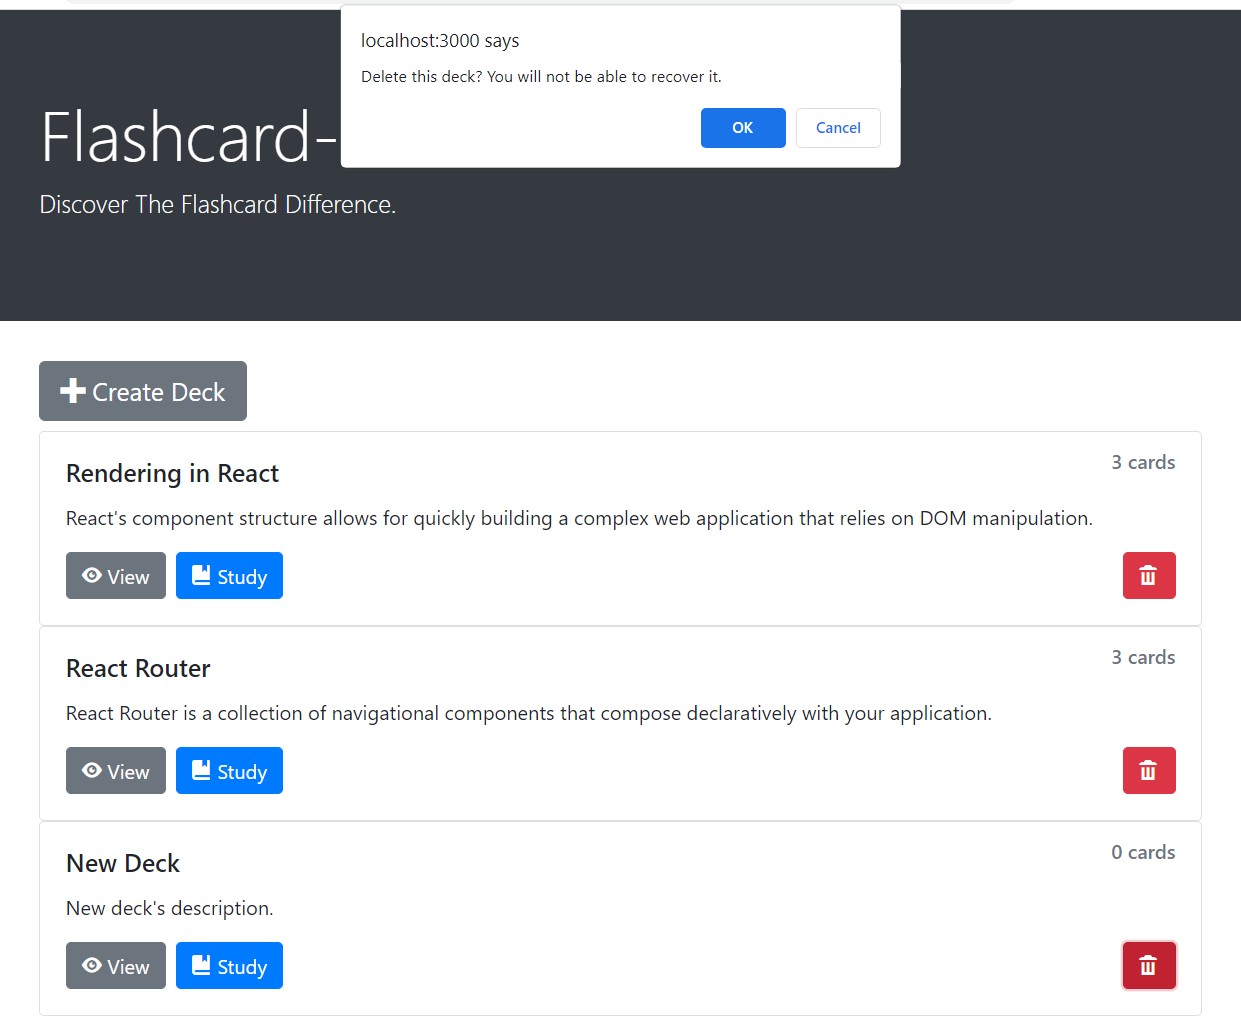 localhost:3000 says
Delete this deck? You will not be able to recover it.
OK Cancel
Flashcard-
Discover The Flashcard Difference.
Create Deck
Rendering in React 3 cards
React's component structure allows for quickly building a complex web application that relies on DOM manipulation.
View Study
React Router 3 cards
React Router is a collection of navigational components that compose declaratively with your application.
View Study
New Deck 0 cards
New deck's description.
View Study